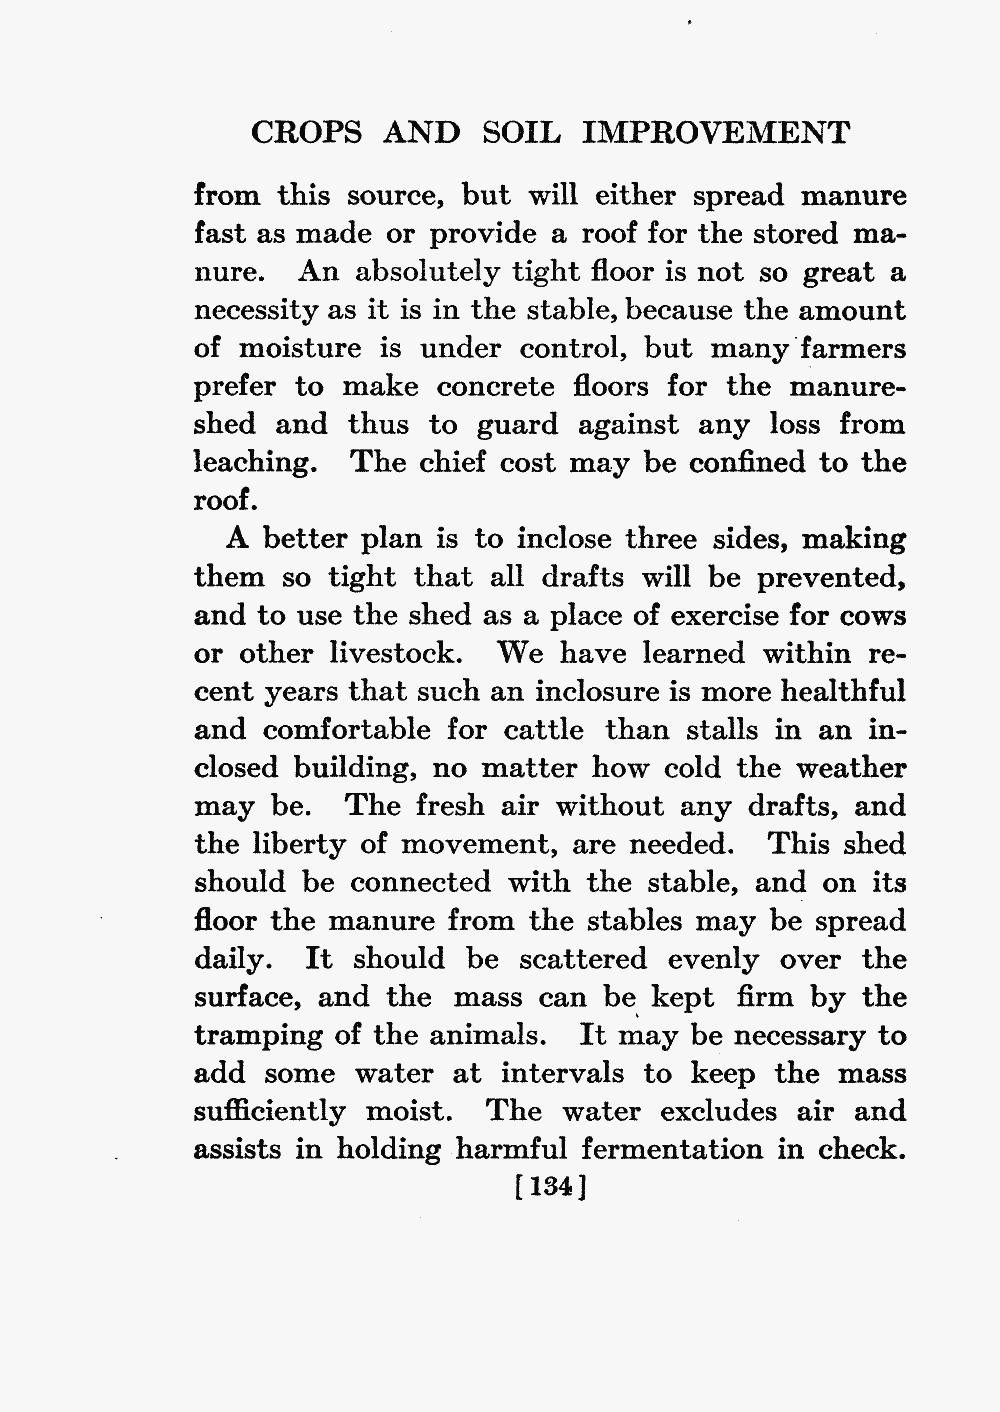 CROPS AND SOIL IMPROVEMENT
from this source, but will either spread manure
fast as made or provide a roof for the stored ma-
nure. An absolutely tight floor is not so great a
necessity as it is in the stable, because the amount
of moisture is under control, but many farmers
prefer to make concrete floors for the manure-
shed and thus to guard against any loss from
leaching. The chief cost may be confined to the
roof.
A better plan is to inclose three sides, making
them so tight that all drafts will be prevented,
and to use the shed as a place of exercise for cows
or other livestock. We have learned within re-
cent years that such an inclosure is more healthful
and comfortable for cattle than stalls in an in-
closed building, no matter how cold the weather
may be. The fresh air without any drafts, and
the liberty of movement, are needed. This shed
should be connected with the stable, and on its
floor the manure from the stables may be spread
daily. It should be scattered evenly over the
surface, and the mass can be kept firm by the
tramping of the animals. It may be necessary to
add some water at intervals to keep the mass
sufficiently moist. The water excludes air and
assists in holding harmful fermentation in check.
[134]